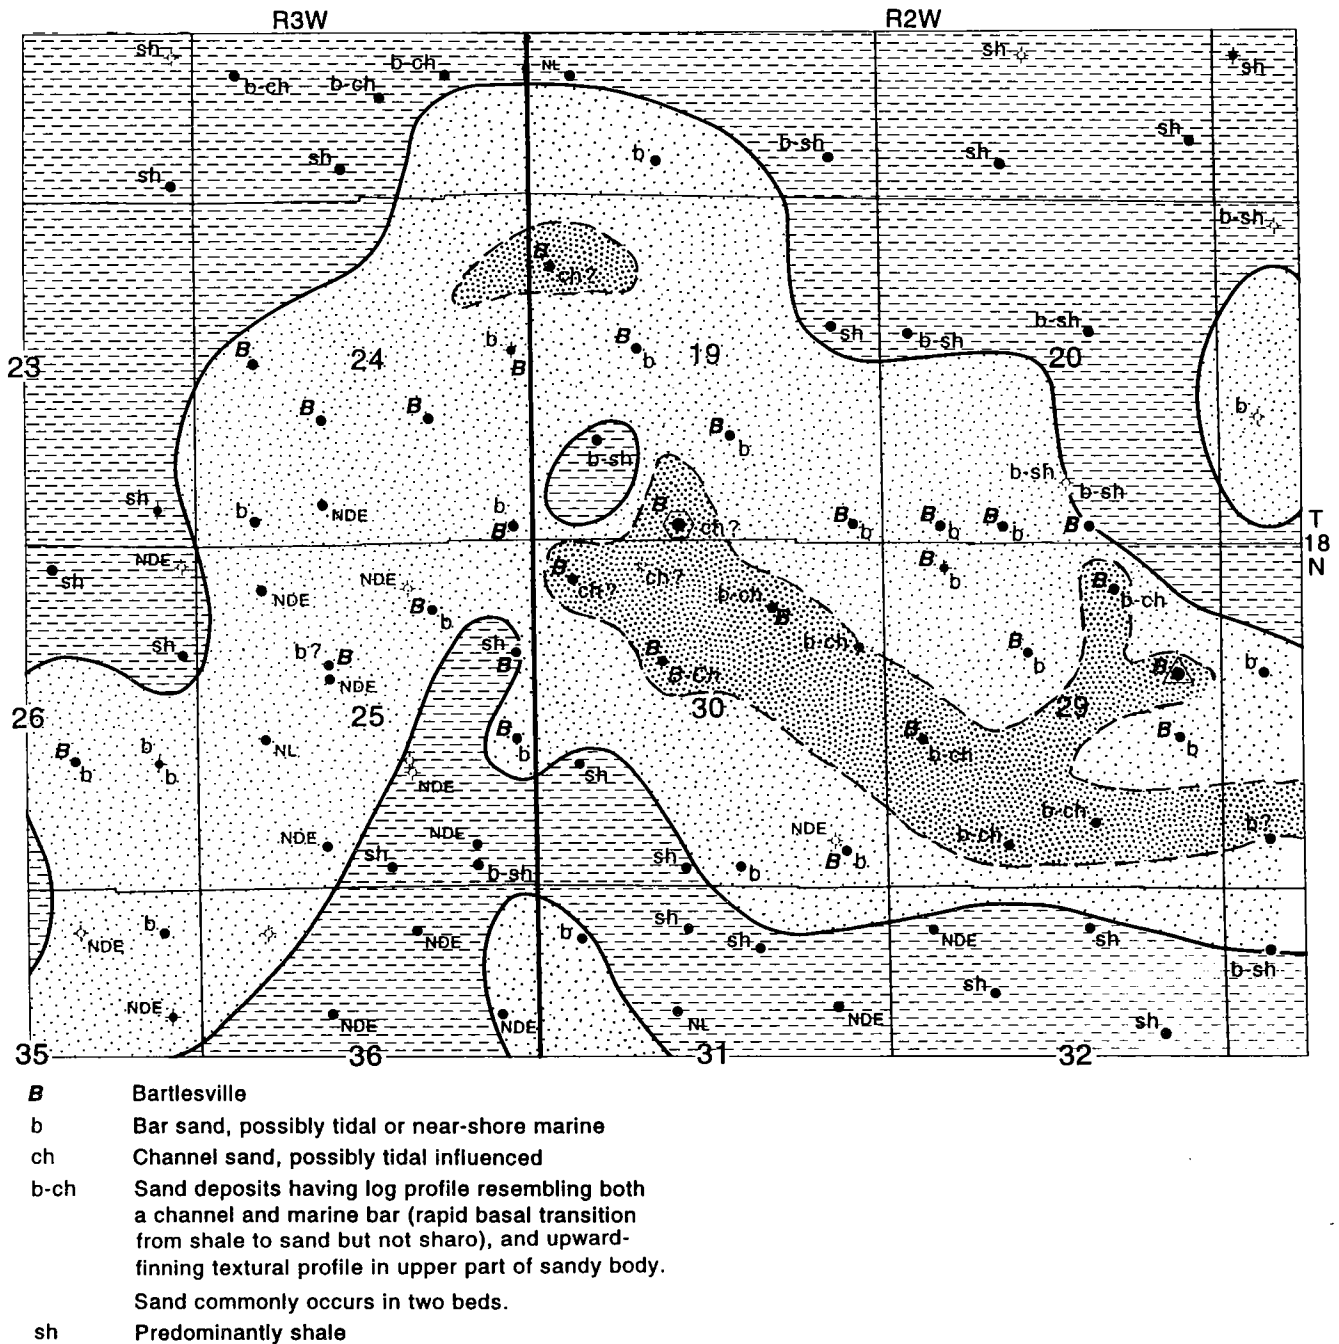 R3W R2W
sh sh sh
b-ch b-ch b-ch NL
sh sh b b-sh sh sh
b-sh
B ch?
b B B b sh b-sh b-sh
23 B 24 19 20
B B B b b
b-sh b-sh b-sh
sh b NDE b B B ch? B b B b B b B
T
18
N
NDE sh NDE NDE B ch? ch? B b B b-ch
B b b-ch B b-ch
sh b? B NDE sh B B B-Ch B b B b
26 25 30 29
B b b b NL B b sh B b-ch B b
NDE
NDE NDE NDE b-ch b-ch b?
sh b-sh sh b B b
NDE b NDE b sh sh NDE sh b-sh
sh
NDE NDE NDE NL NDE sh
35 36 31 32
B Bartlesville
b Bar sand, possibly tidal or near-shore marine
ch Channel sand, possibly tidal influenced
b-ch Sand deposits having log profile resembling both
a channel and marine bar (rapid basal transition
from shale to sand but not sharo), and upward-
finning textural profile in upper part of sandy body.
Sand commonly occurs in two beds.
sh Predominantly shale